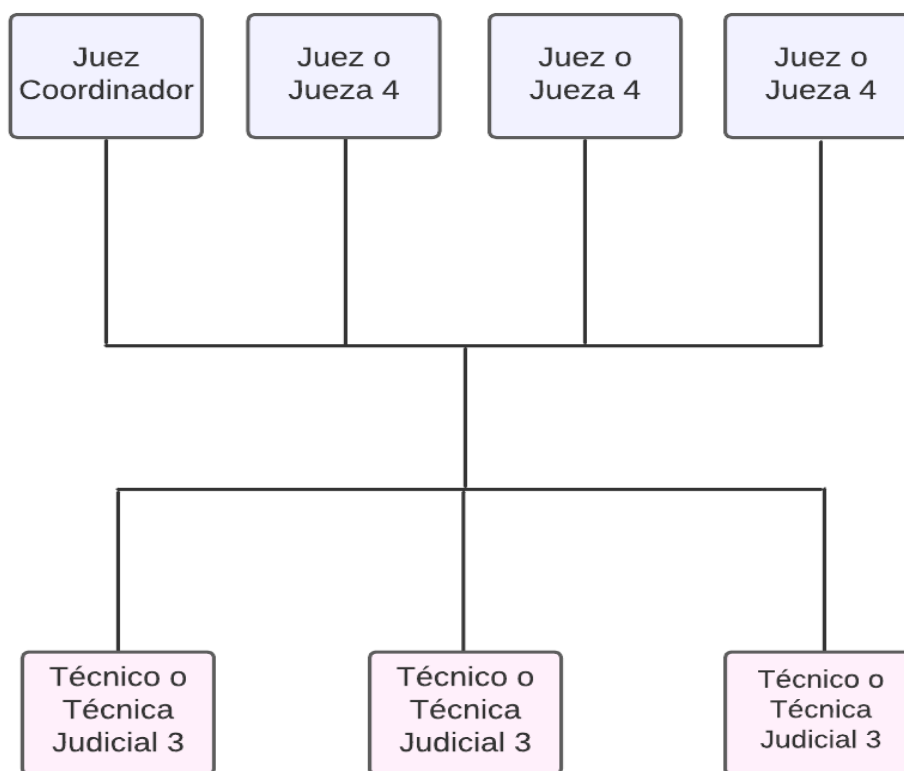 Juez
Coordinador
Juez o
Jueza 4
Juez o
Jueza 4
Juez o
Jueza 4
Técnico o
Técnica
Judicial 3
Técnico o
Técnica
Judicial 3
Técnico o
Técnica
Judicial 3